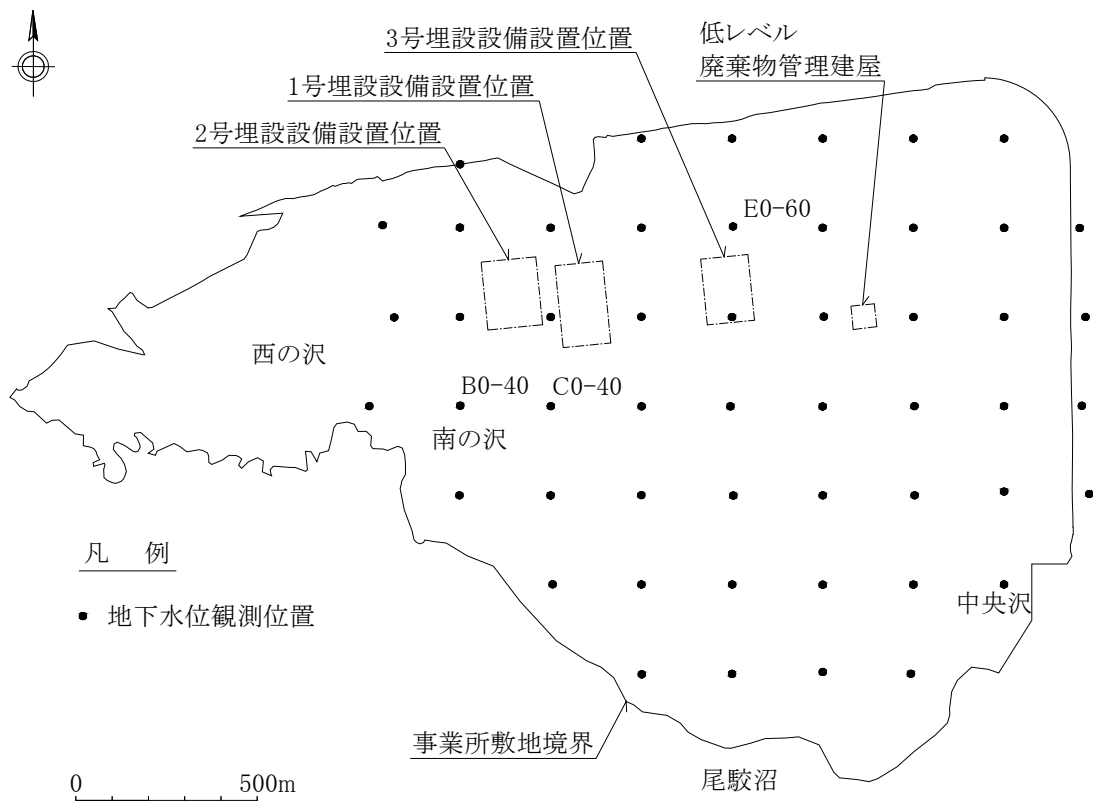 3号埋設設備設置位置
低レベル
廃棄物管理建屋
1号埋設設備設置位置
2号埋設設備設置位置
E0-60
西の沢
B0-40
C0-40
南の沢
凡 例
地下水位観測位置
中央沢
事業所敷地境界
尾駮沼
0
500m